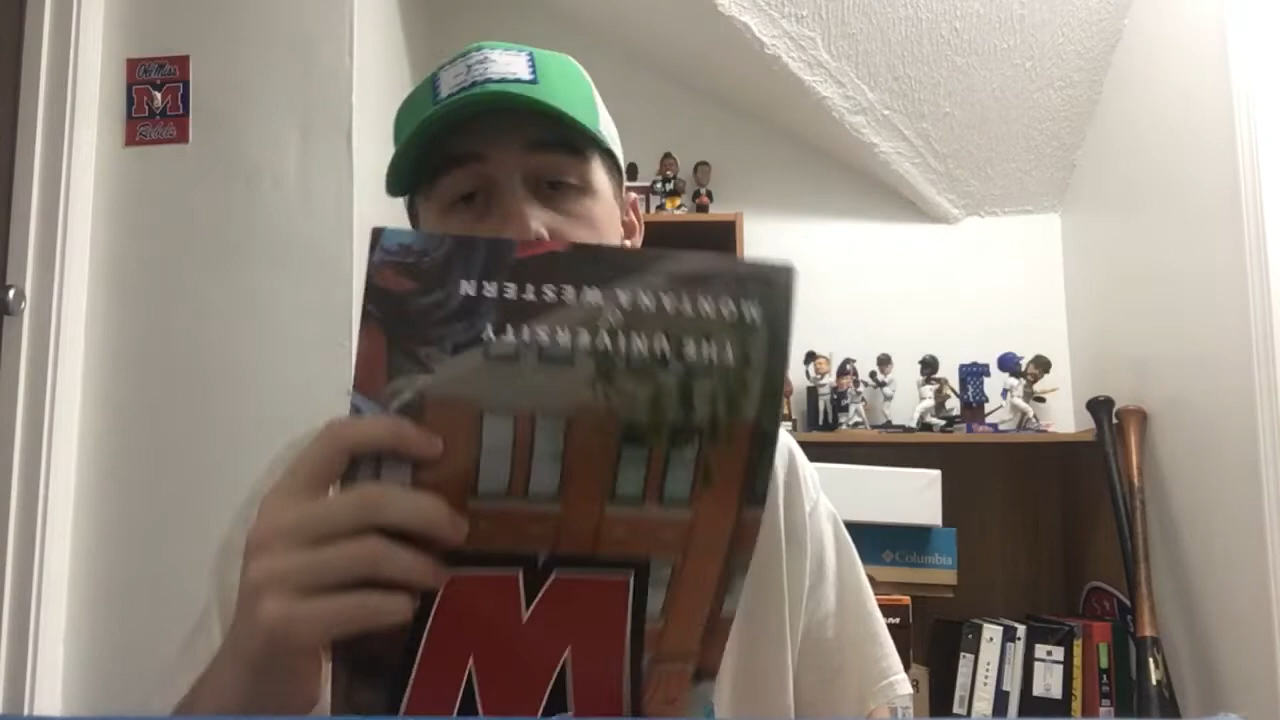 Ole Miss
M
Rebels
THE UNIVERSITY
MONTANA WESTERN
M
Columbia